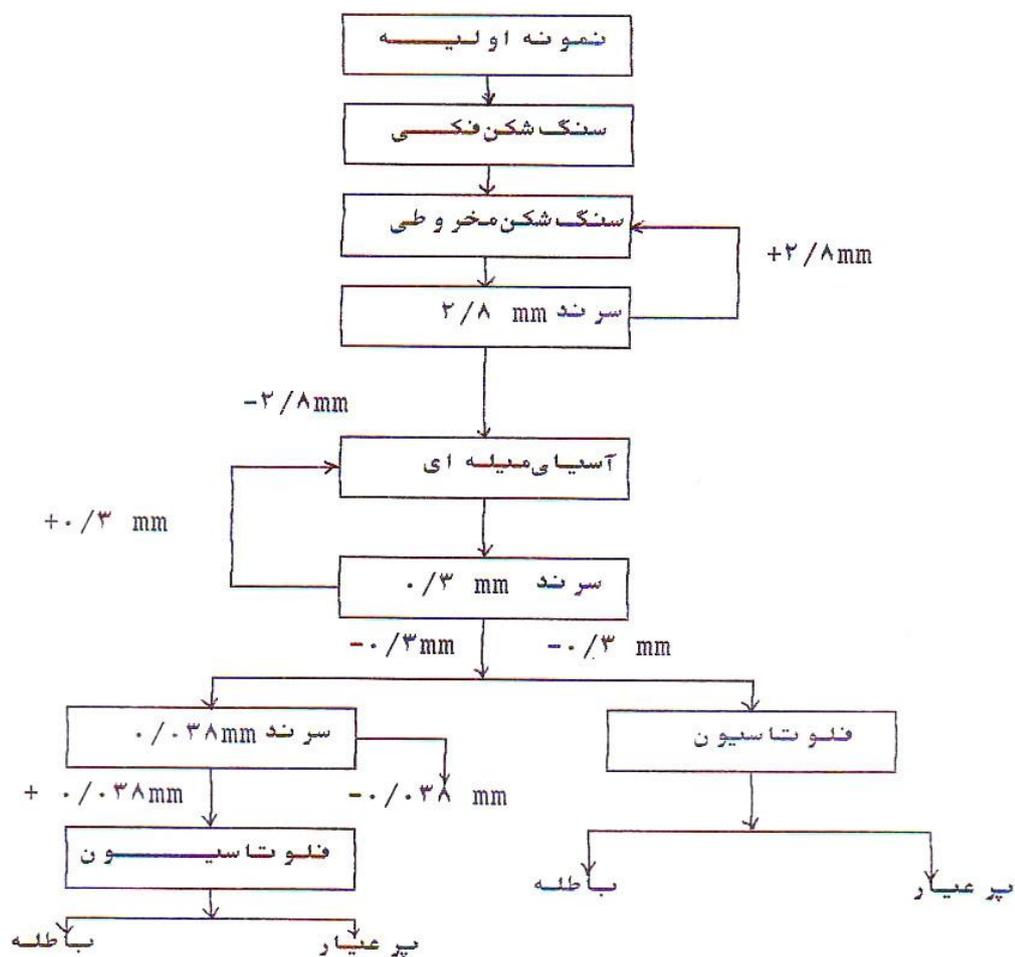 نمونه اولیه
سنگ شکن فکی
سنگ شکن مخروطی
+۲/۸mm
سرند ۲/۸ mm
-۲/۸mm
آسیای میله ای
+۰/۳ mm
سرند ۰/۳ mm
-۰/۳mm
-۰/۳ mm
سرند ۰/۰۳۸mm
فلوتاسیون
+ ۰/۰۳۸mm
-۰/۰۳۸ mm
فلوتاسیون
پرعیار
باطله
پرعیار
باطله